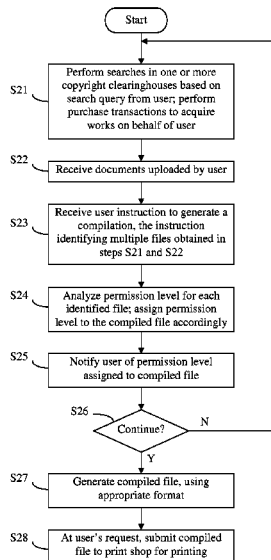 Start
S21
Perform searches in one or more
copyright clearinghouses based on
search query from user; perform
purchase transactions to acquire
works on behalf of user
S22
Receive documents uploaded by user
S23
Receive user instruction to generate a
compilation, the instruction
identifying multiple files obtained in
steps S21 and S22
S24
Analyze permission level for each
identified file; assign permission
level to the compiled file accordingly
S25
Notify user of permission level
assigned to compiled file
S26
Continue?
N
Y
S27
Generate compiled file, using
appropriate format
S28
At user's request, submit compiled
file to print shop for printing